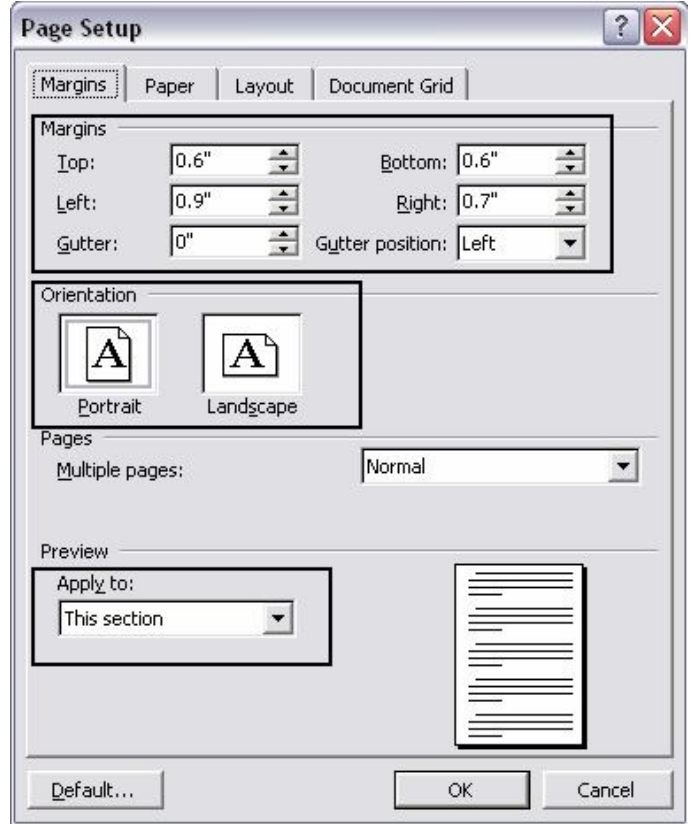 Page Setup
Margins Paper Layout Document Grid
Margins
Top: 0.6" Bottom: 0.6"
Left: 0.9" Right: 0.7"
Gutter: 0" Gutter position: Left
Orientation
A A
Portrait Landscape
Pages
Multiple pages: Normal
Preview
Apply to:
This section
Default... OK Cancel